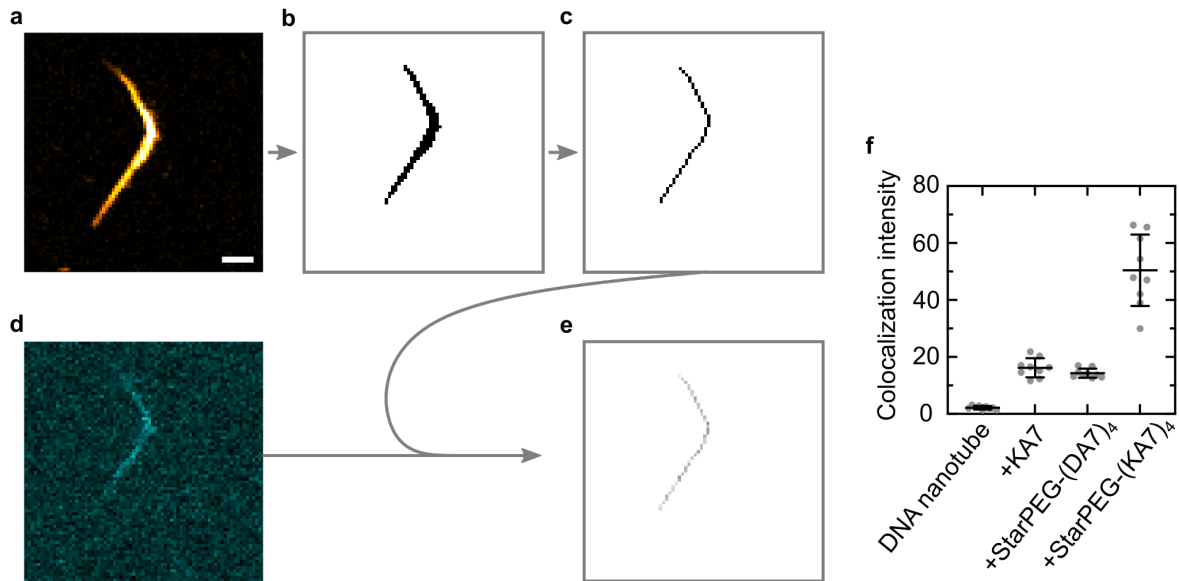 a
b
c
d
e
f
Colocalization intensity
80
60
40
20
0
DNA nanotube
+KA7
+StarPEG-(DA7)₄
+StarPEG-(KA7)₄